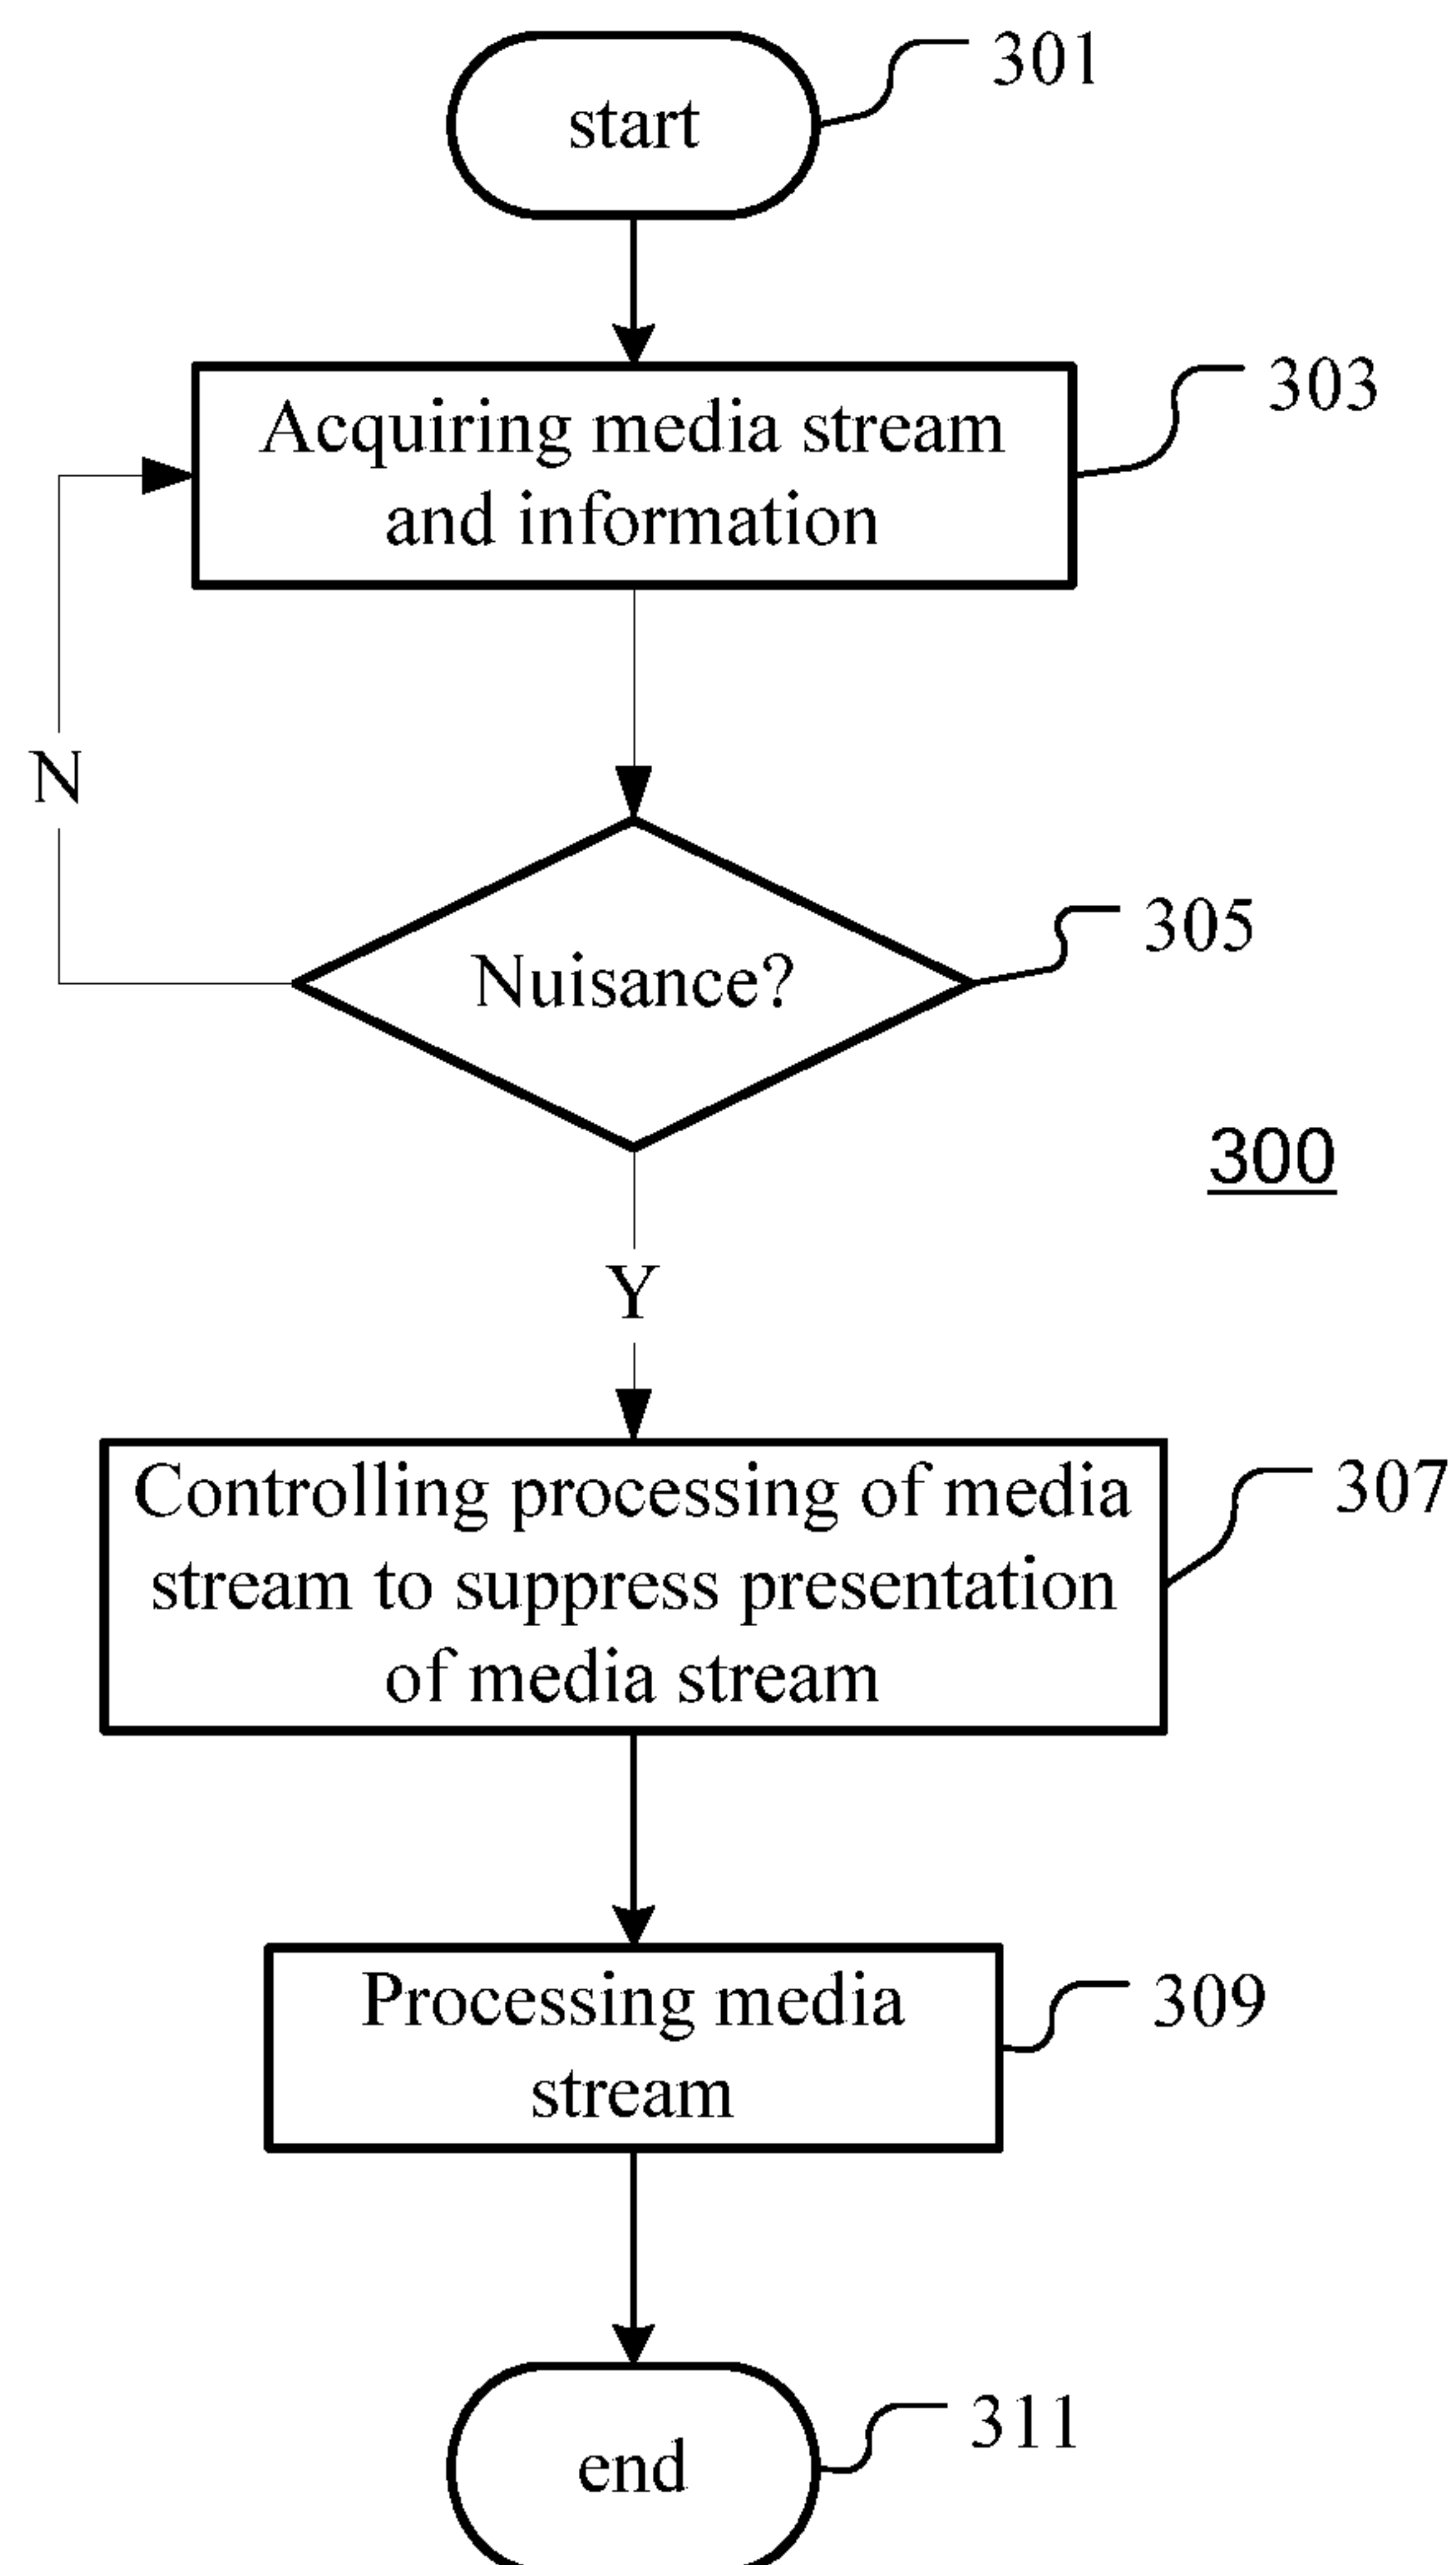 301
start
303
Acquiring media stream
and information
N
305
Nuisance?
300
Y
307
Controlling processing of media
stream to suppress presentation
of media stream
309
Processing media
stream
311
end